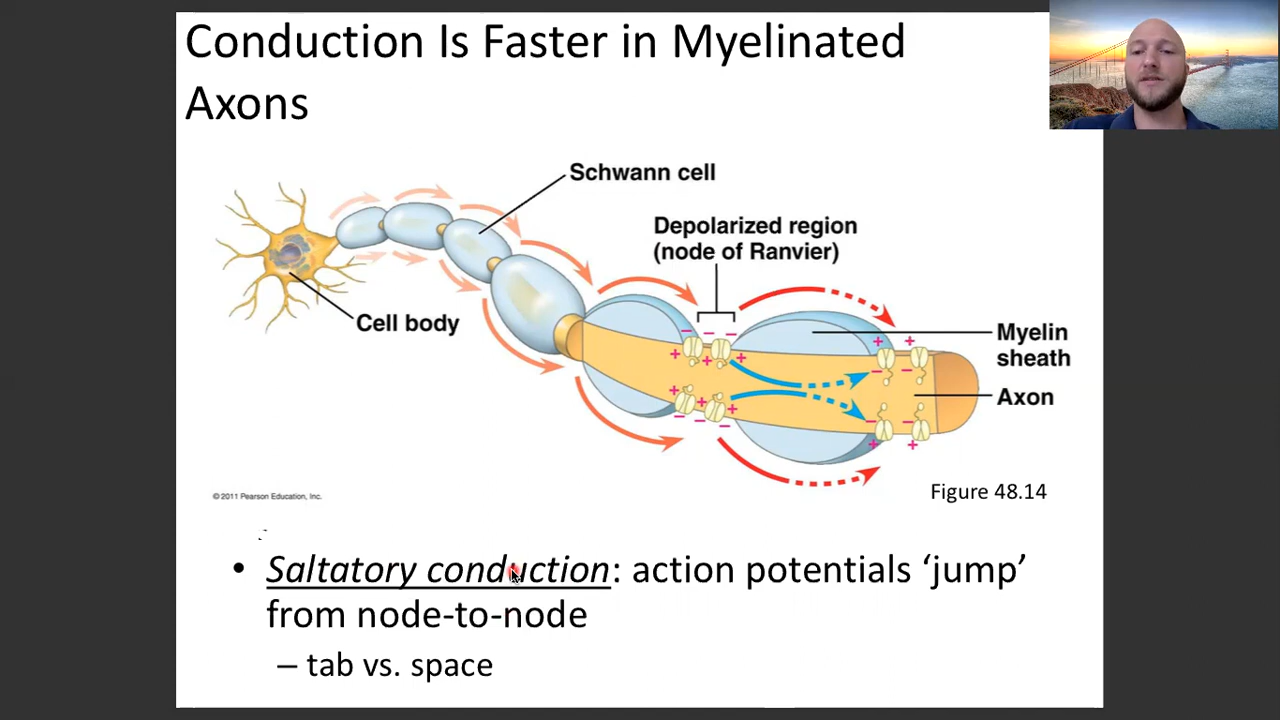 Conduction Is Faster in Myelinated
Axons
Schwann cell
Depolarized region
(node of Ranvier)
Cell body
Myelin
sheath
Axon
© 2011 Pearson Education, Inc.
Figure 48.14
• Saltatory conduction: action potentials ‘jump’
from node-to-node
– tab vs. space